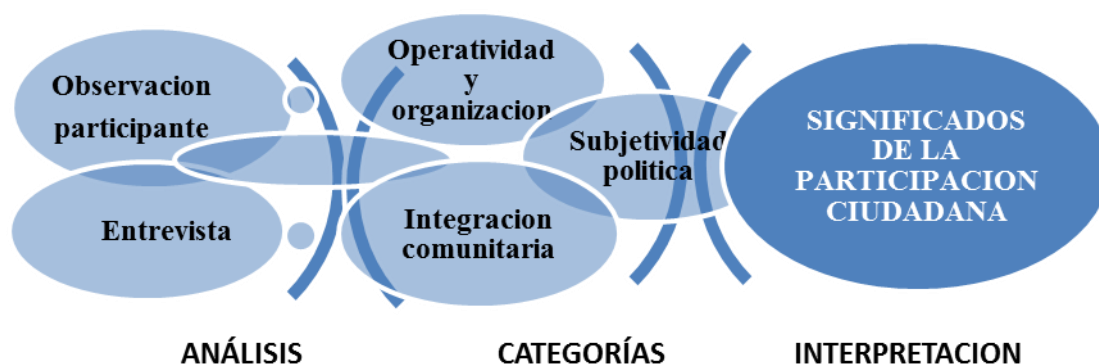 Observacion
participante
Entrevista
Operatividad
y
organizacion
Integracion
comunitaria
Subjetividad
politica
SIGNIFICADOS
DE LA
PARTICIPACION
CIUDADANA
ANÁLISIS
CATEGORÍAS
INTERPRETACION